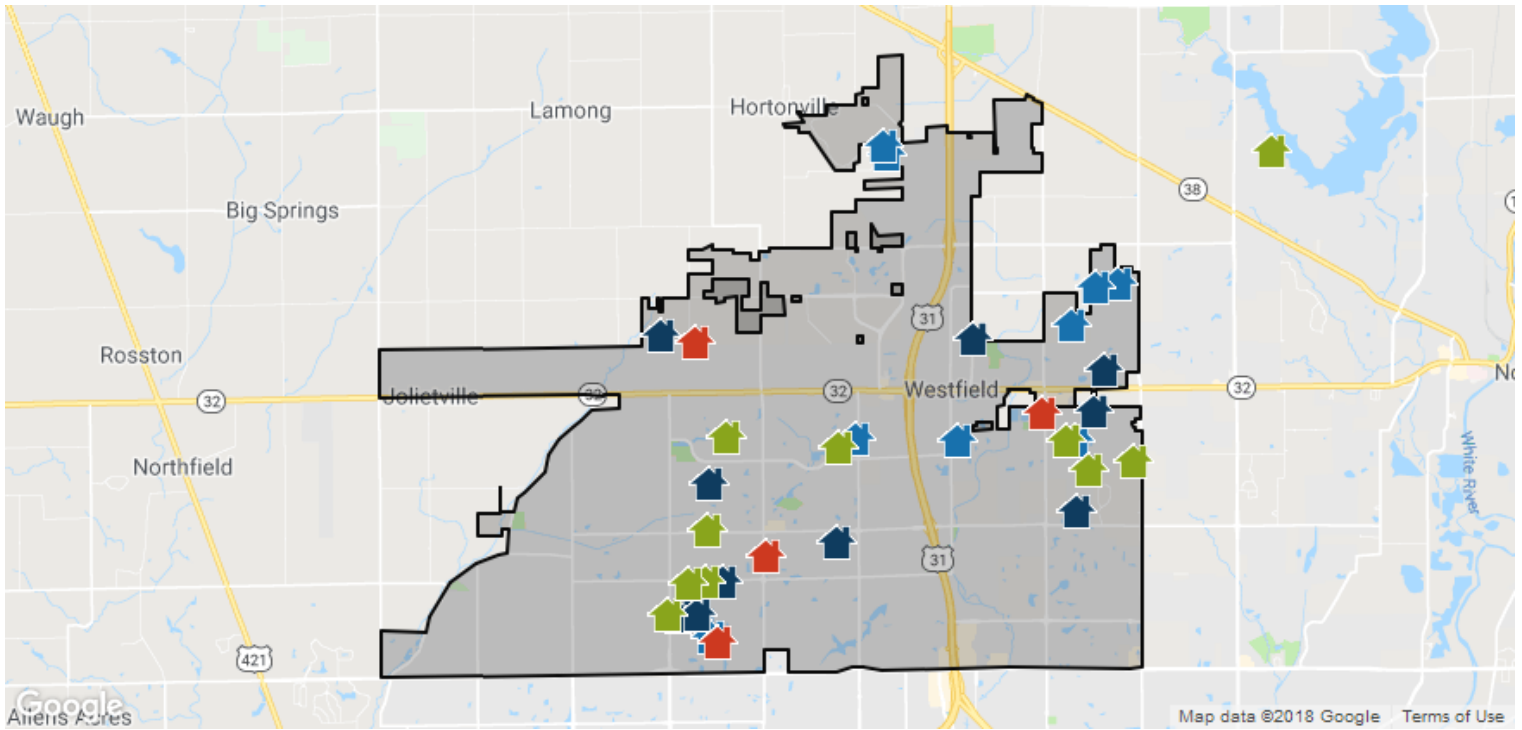 Waugh
Lamong
Hortonville
38
Big Springs
31
Rosston
32
Jolietville
32
32
Westfield
32
No
Northfield
White River
31
421
Google
Allens Acres
Map data ©2018 Google
Terms of Use